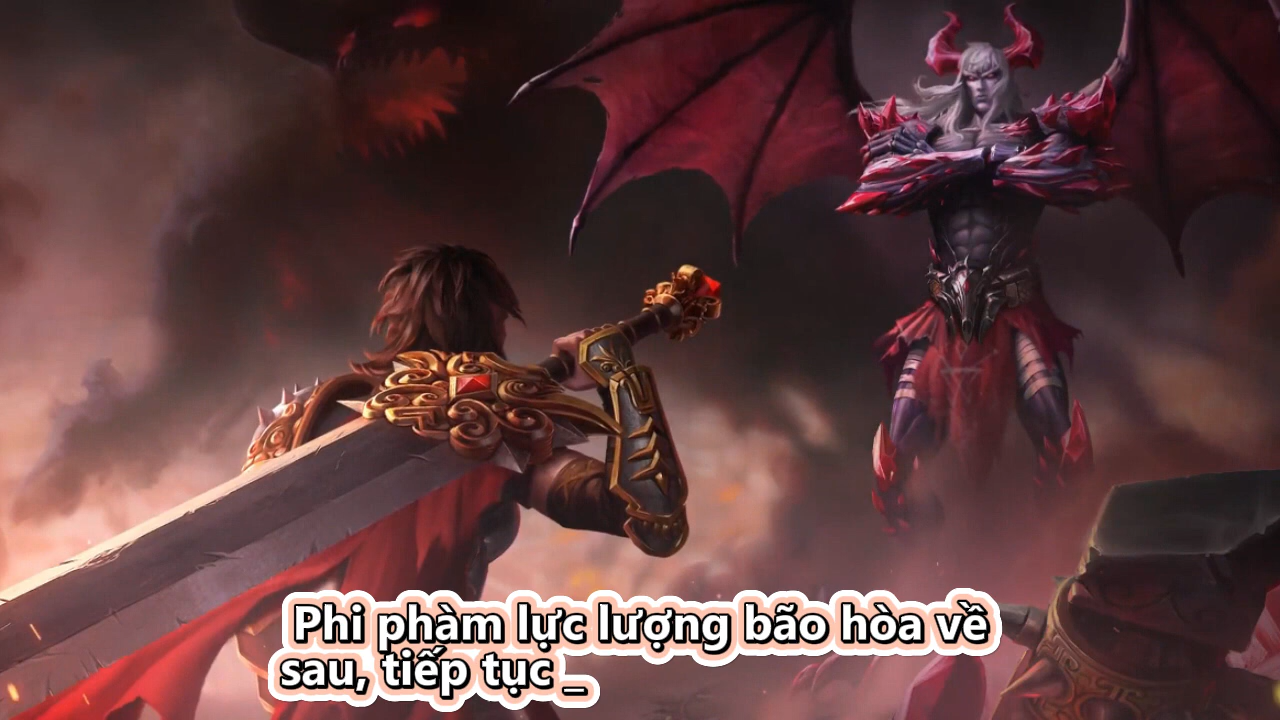 Phi phàm lực lượng bão hòa về
sau, tiếp tục _